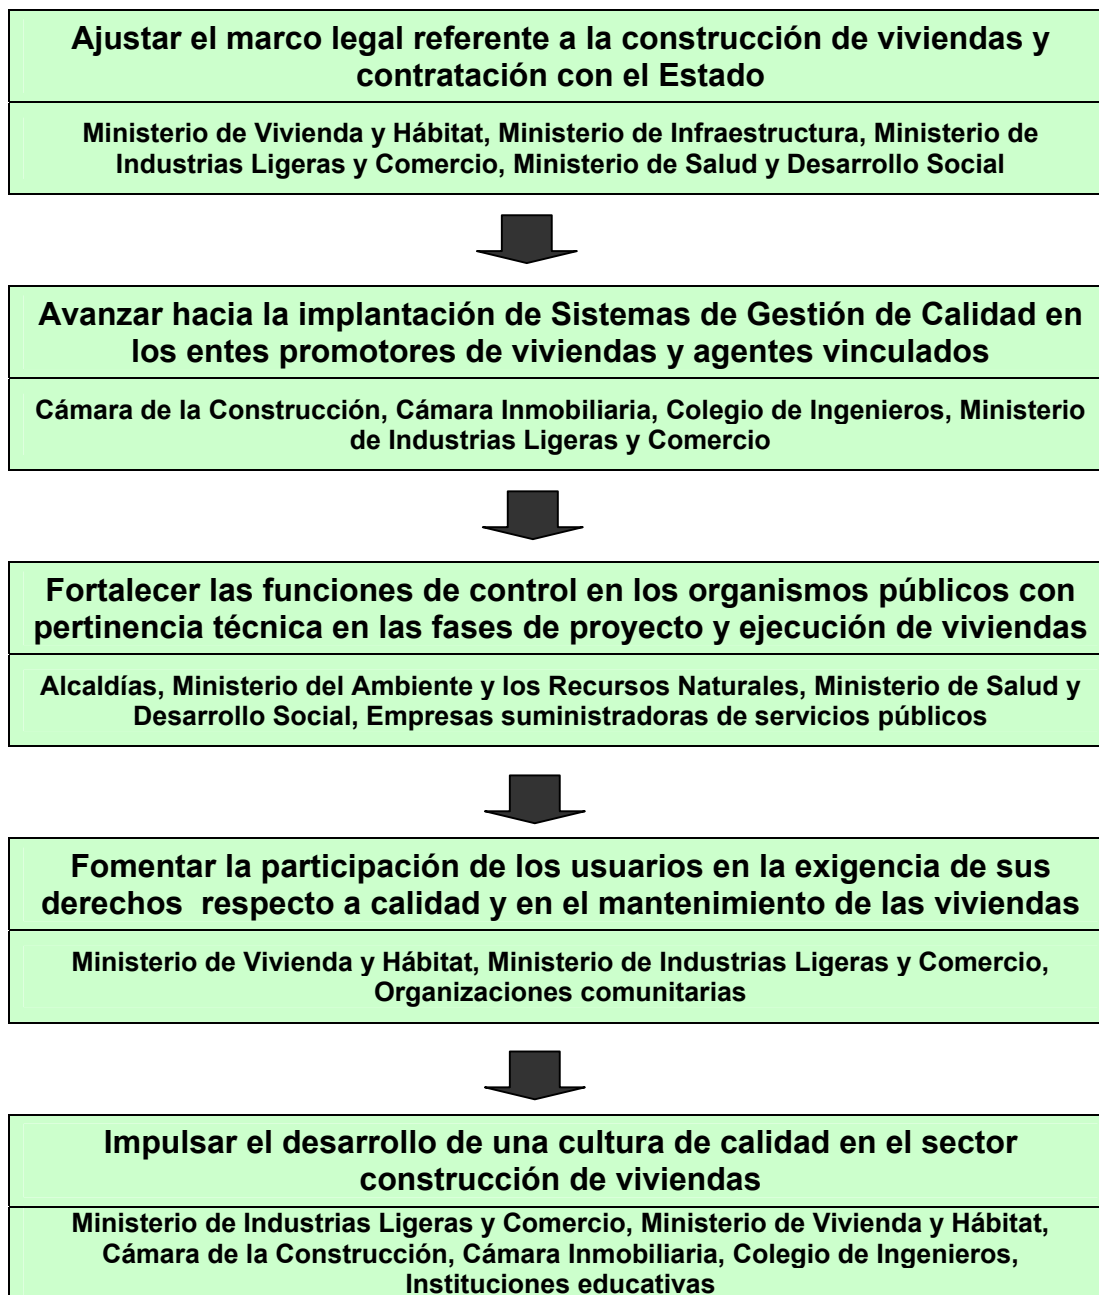 Ajustar el marco legal referente a la construcción de viviendas y
contratación con el Estado
Ministerio de Vivienda y Hábitat, Ministerio de Infraestructura, Ministerio de
Industrias Ligeras y Comercio, Ministerio de Salud y Desarrollo Social
Avanzar hacia la implantación de Sistemas de Gestión de Calidad en
los entes promotores de viviendas y agentes vinculados
Cámara de la Construcción, Cámara Inmobiliaria, Colegio de Ingenieros, Ministerio
de Industrias Ligeras y Comercio
Fortalecer las funciones de control en los organismos públicos con
pertinencia técnica en las fases de proyecto y ejecución de viviendas
Alcaldías, Ministerio del Ambiente y los Recursos Naturales, Ministerio de Salud y
Desarrollo Social, Empresas suministradoras de servicios públicos
Fomentar la participación de los usuarios en la exigencia de sus
derechos  respecto a calidad y en el mantenimiento de las viviendas
Ministerio de Vivienda y Hábitat, Ministerio de Industrias Ligeras y Comercio,
Organizaciones comunitarias
Impulsar el desarrollo de una cultura de calidad en el sector
construcción de viviendas
Ministerio de Industrias Ligeras y Comercio, Ministerio de Vivienda y Hábitat,
Cámara de la Construcción, Cámara Inmobiliaria, Colegio de Ingenieros,
Instituciones educativas